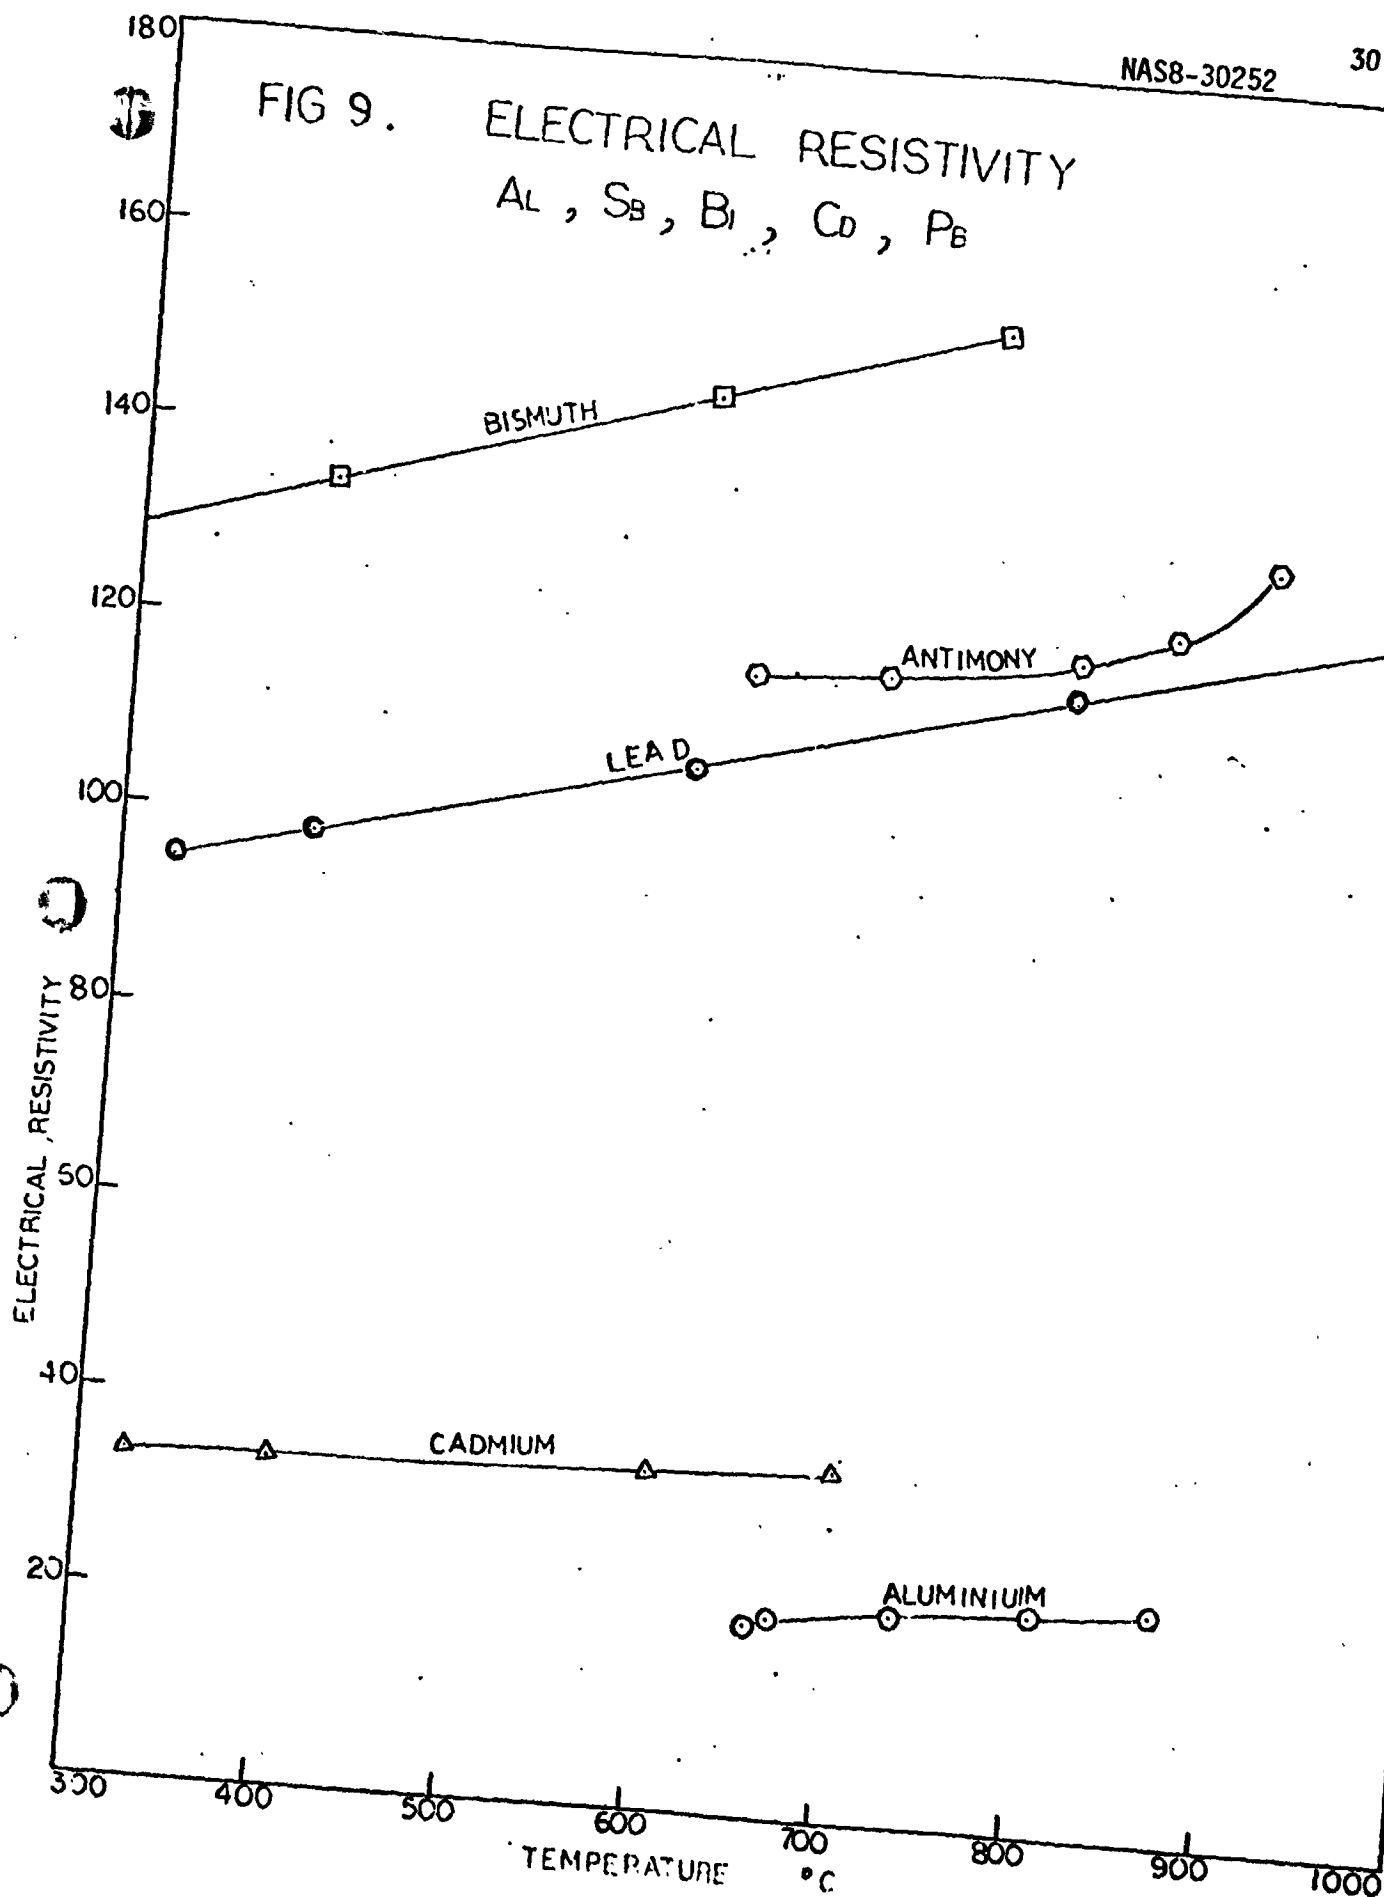 NAS8-30252 30
FIG 9. ELECTRICAL RESISTIVITY
AL, SB, BI, CD, PB
180
160
140
120
100
80
50
40
20
ELECTRICAL RESISTIVITY
BISMUTH
ANTIMONY
LEAD
CADMIUM
ALUMINIUIM
300 400 500 600 700 800 900 1000
TEMPERATURE °C